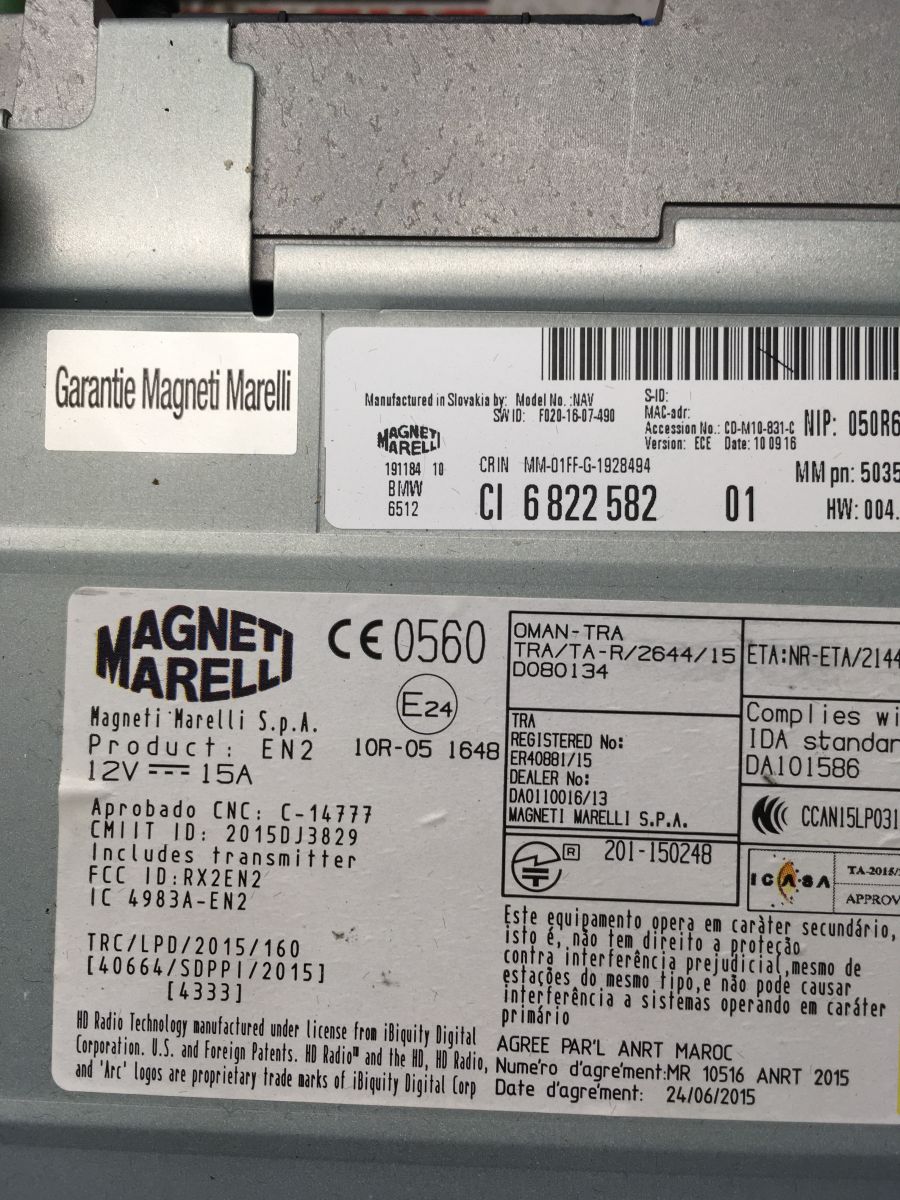 Garantie Magneti Marelli
Manufactured in Slovakia by: Model No.: NAV
SW ID: F020-16-07-490
S-ID:
MAC-adr:
Accession No.: CD-M10-831-C
Version: ECE Date: 10 09 16
NIP: 050R6
MAGNETI
MARELLI
191184 10
BMW
6512
CRIN MM-01FF-G-1928494
CI 6 822 582 01
MM pn: 5035
HW: 004.
MAGNETI
MARELLI
CE 0560
E24
10R-05 1648
Magneti Marelli S.p.A.
Product: EN2
12V 15A
Aprobado CNC: C-14777
CMIIT ID: 2015DJ3829
Includes transmitter
FCC ID:RX2EN2
IC 4983A-EN2
TRC/LPD/2015/160
[40664/SDPPI/2015]
[4333]
HD Radio Technology manufactured under license from iBiquity Digital
Corporation. U.S. and Foreign Patents. HD Radio™ and the HD, HD Radio,
and 'Arc' logos are proprietary trade marks of iBiquity Digital Corp
OMAN-TRA
TRA/TA-R/2644/15
D080134
TRA
REGISTERED No:
ER40881/15
DEALER No:
DA0110016/13
MAGNETI MARELLI S.P.A.
R 201-150248
ETA:NR-ETA/2144
Complies wi
IDA standar
DA101586
CCAN15LP031
ICASA
TA-2015/
APPROV
Este equipamento opera em caràter secundário,
isto é, não tem direito a proteção
contra interferência prejudicial,mesmo de
estações do mesmo tipo,e não pode causar
interferência a sistemas operando em caráter
primário
AGREE PAR'L ANRT MAROC
Nume'ro d'agre'ment:MR 10516 ANRT 2015
Date d'agre'ment: 24/06/2015